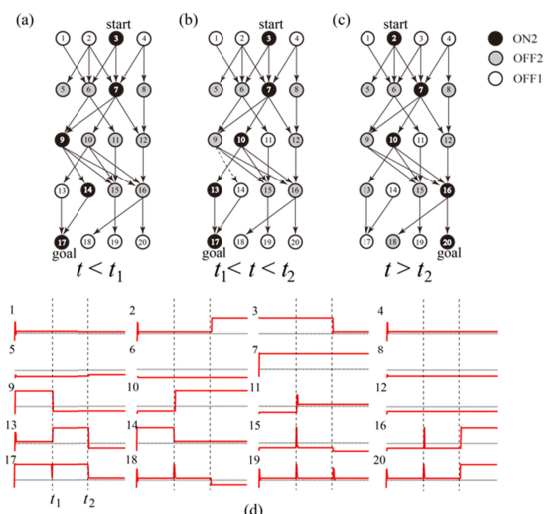 (a) (b) (c)
start start start
1 2 3 4 1 2 3 4 1 2 3 4
ON2
OFF2
OFF1
5 6 7 8 5 6 7 8 5 6 7 8
9 10 11 12 9 10 11 12 9 10 11 12
13 14 15 16 13 14 15 16 13 14 15 16
17 18 19 20 17 18 19 20 17 18 19 20
goal goal goal
t < t1 t1 < t < t2 t > t2
1 2 3 4
5 6 7 8
9 10 11 12
13 14 15 16
17 18 19 20
t1 t2
(d)